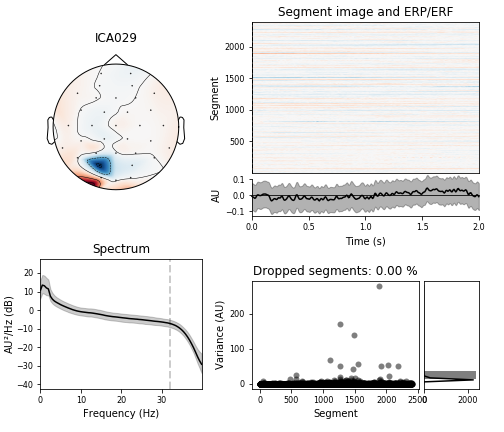 ICA029
Segment image and ERP/ERF
2000
1500
1000
500
Segment
0.1
0.0
−0.1
AU
0.0 0.5 1.0 1.5 2.0
Time (s)
Spectrum
20
10
0
−10
−20
−30
−40
AU²/Hz (dB)
0 10 20 30
Frequency (Hz)
Dropped segments: 0.00 %
200
100
0
Variance (AU)
0 500 1000 1500 2000 2500
Segment
0 2000